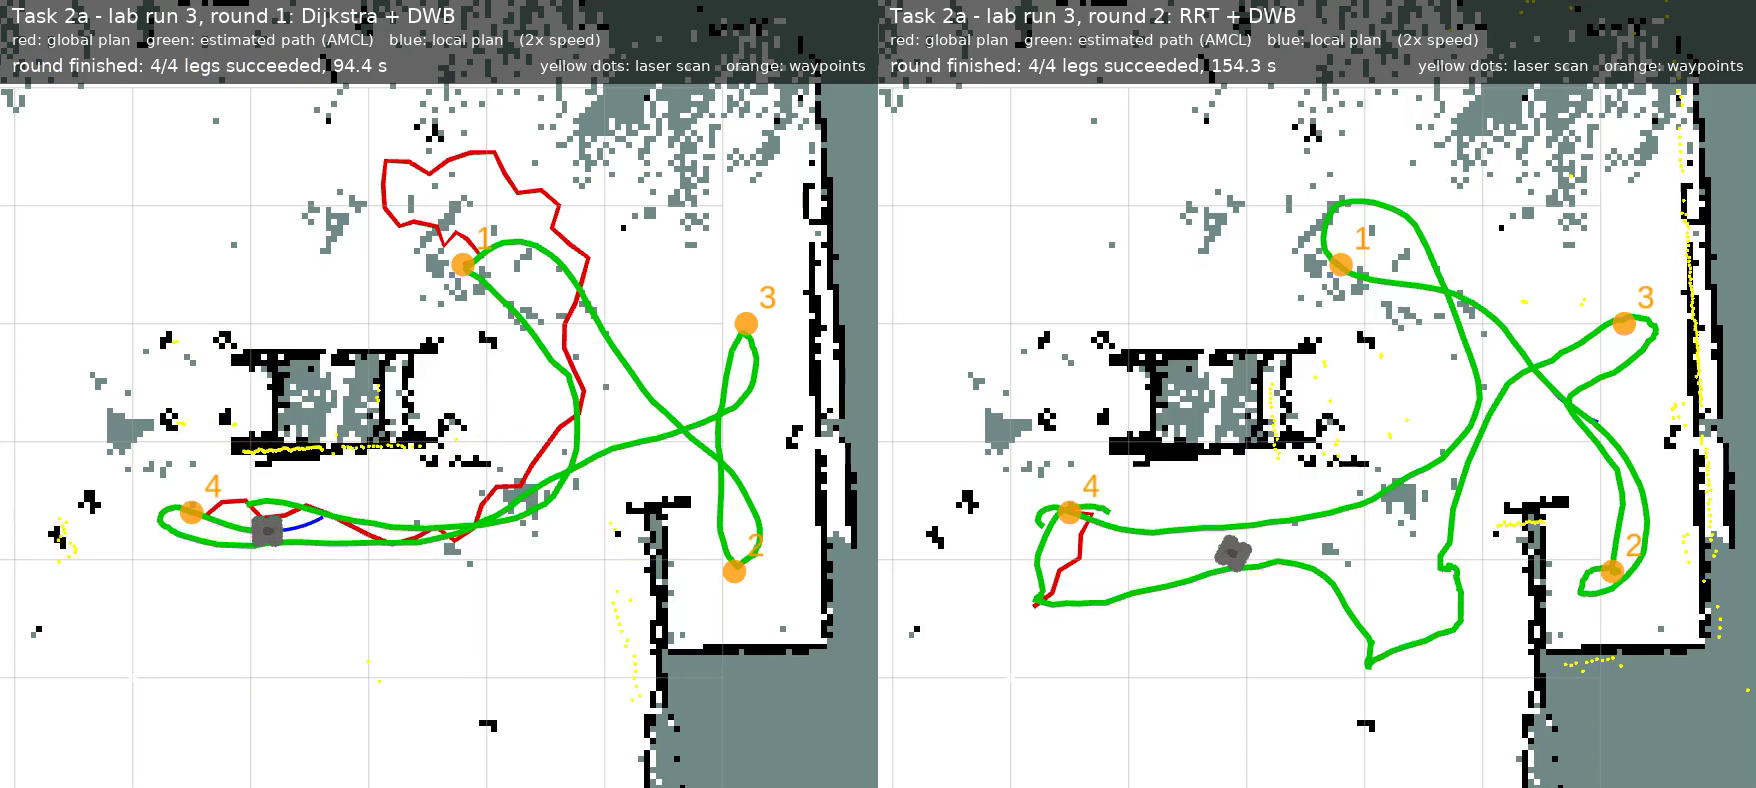 Task 2a - lab run 3, round 1: Dijkstra + DWB
red: global plan green: estimated path (AMCL) blue: local plan (2x speed)
round finished: 4/4 legs succeeded, 94.4 s
yellow dots: laser scan orange: waypoints
1
3
4
2
Task 2a - lab run 3, round 2: RRT + DWB
red: global plan green: estimated path (AMCL) blue: local plan (2x speed)
round finished: 4/4 legs succeeded, 154.3 s
yellow dots: laser scan orange: waypoints
1
3
4
2